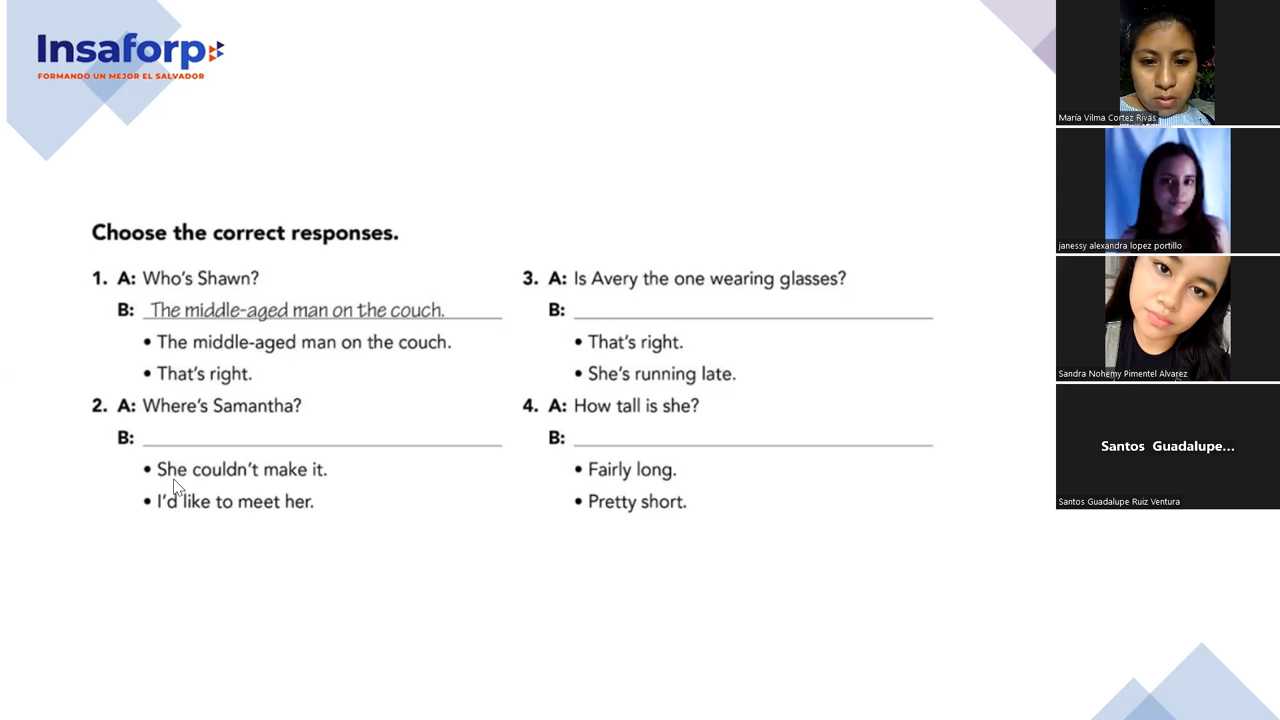 Insaforp
FORMANDO UN MEJOR EL SALVADOR
Choose the correct responses.
1. A: Who's Shawn?
B: The middle-aged man on the couch.
• The middle-aged man on the couch.
• That's right.
2. A: Where's Samantha?
B:
• She couldn't make it.
• I'd like to meet her.
3. A: Is Avery the one wearing glasses?
B:
• That's right.
• She's running late.
4. A: How tall is she?
B:
• Fairly long.
• Pretty short.
María Vilma Cortez Rivas
janessy alexandra lopez portillo
Sandra Nohemy Pimentel Alvarez
Santos Guadalupe...
Santos Guadalupe Ruiz Ventura